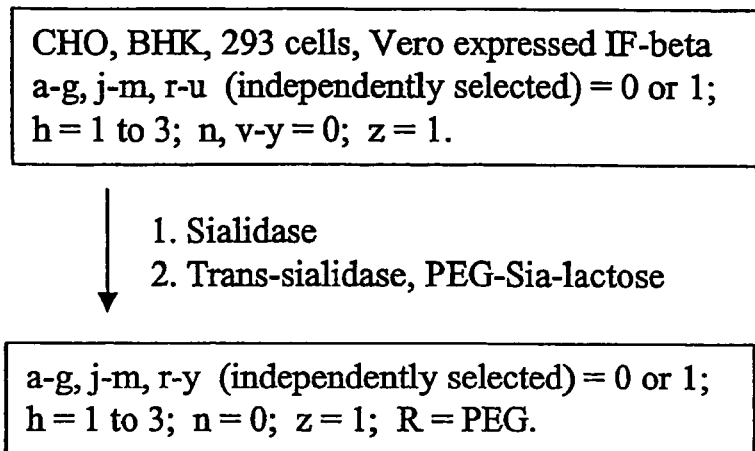 CHO, BHK, 293 cells, Vero expressed IF-beta
a-g, j-m, r-u (independently selected) = 0 or 1;
h = 1 to 3; n, v-y = 0; z = 1.
1. Sialidase
2. Trans-sialidase, PEG-Sia-lactose
a-g, j-m, r-y (independently selected) = 0 or 1;
h = 1 to 3; n = 0; z = 1; R = PEG.